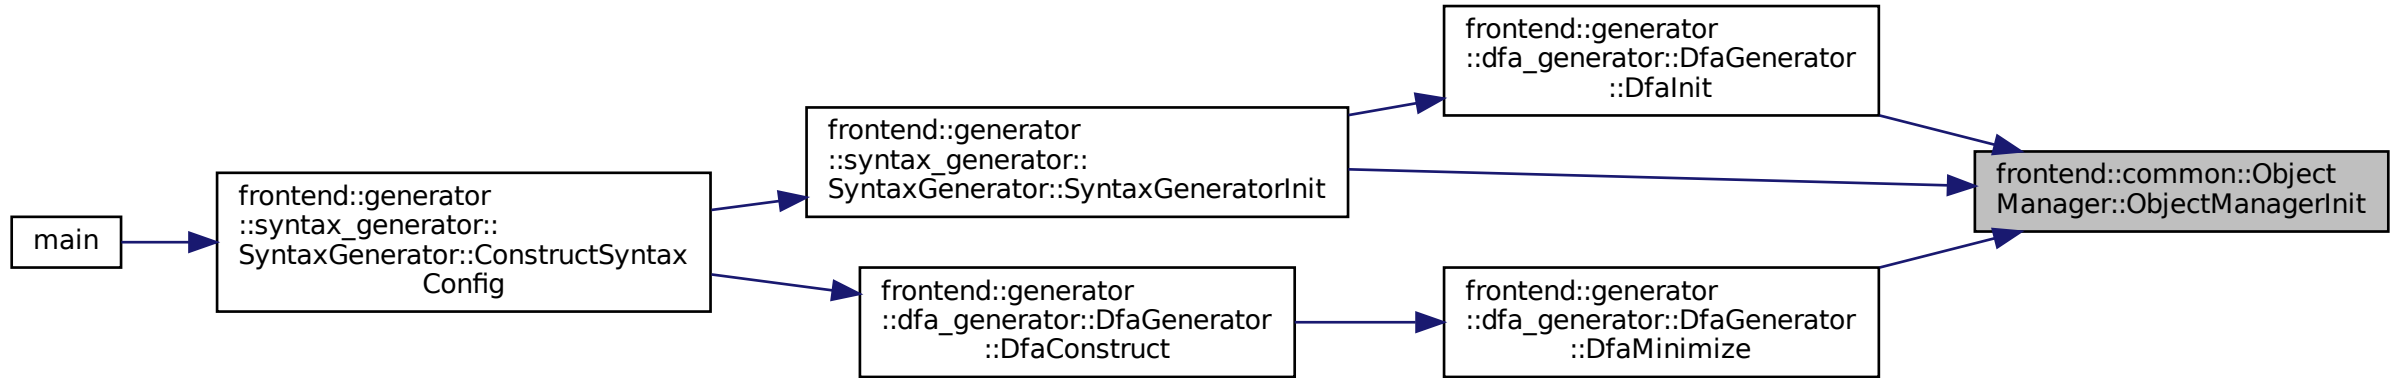 main
frontend::generator
::syntax_generator::
SyntaxGenerator::ConstructSyntax
Config
frontend::generator
::syntax_generator::
SyntaxGenerator::SyntaxGeneratorInit
frontend::generator
::dfa_generator::DfaGenerator
::DfaConstruct
frontend::generator
::dfa_generator::DfaGenerator
::DfaInit
frontend::generator
::dfa_generator::DfaGenerator
::DfaMinimize
frontend::common::Object
Manager::ObjectManagerInit